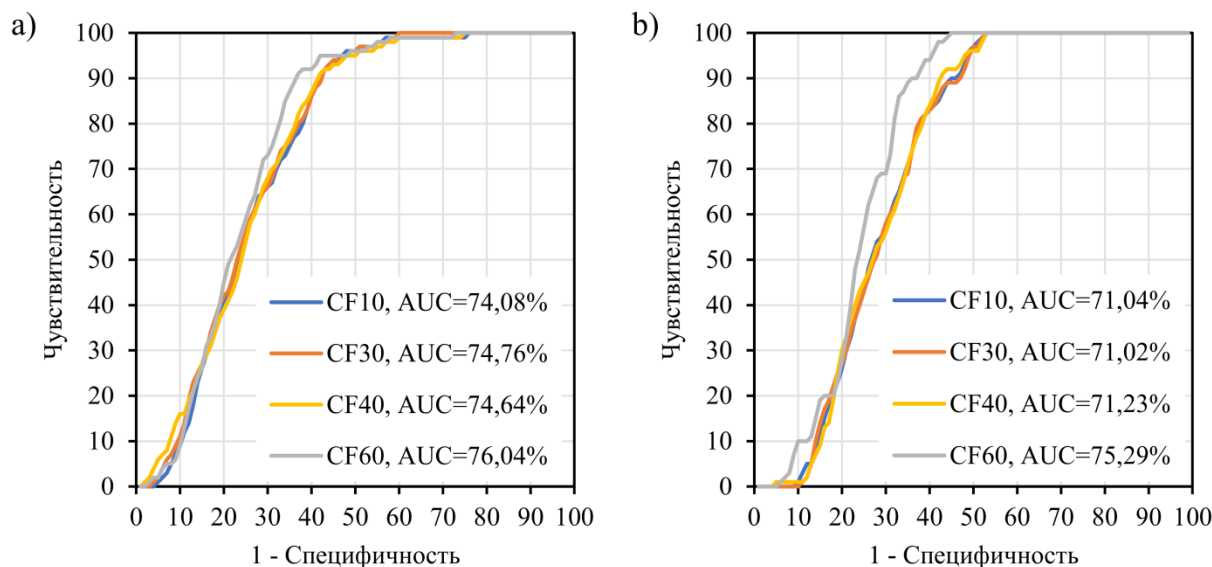 a)
100
90
80
70
60
50
40
30
20
10
0
Чувствительность
CF10, AUC=74,08%
CF30, AUC=74,76%
CF40, AUC=74,64%
CF60, AUC=76,04%
0 10 20 30 40 50 60 70 80 90 100
1 - Специфичность
b)
100
90
80
70
60
50
40
30
20
10
0
Чувствительность
CF10, AUC=71,04%
CF30, AUC=71,02%
CF40, AUC=71,23%
CF60, AUC=75,29%
0 10 20 30 40 50 60 70 80 90 100
1 - Специфичность